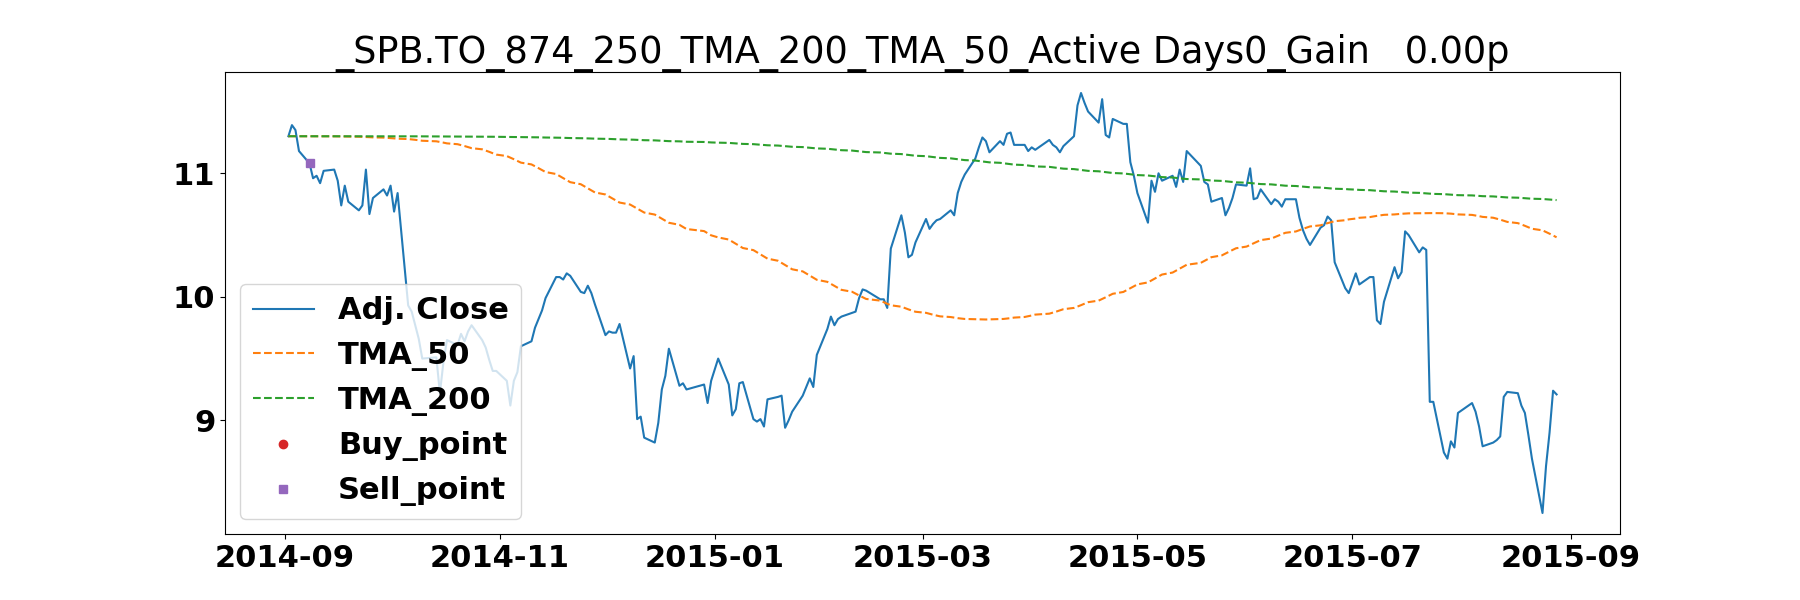 _SPB.TO_874_250_TMA_200_TMA_50_Active Days0_Gain   0.00p
11
10
9
Adj. Close
TMA_50
TMA_200
Buy_point
Sell_point
2014-09 2014-11 2015-01 2015-03 2015-05 2015-07 2015-09